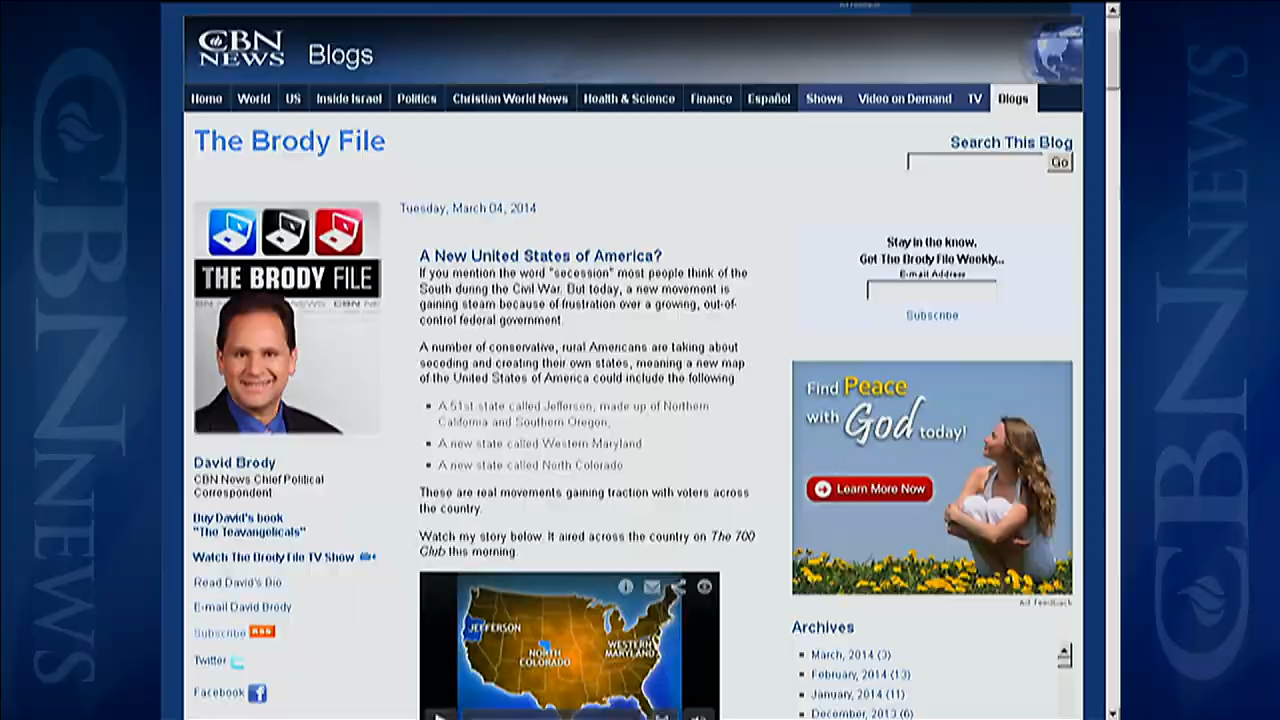 Ad Feedback
CBN NEWS
Blogs
Home World US Inside Israel Politics Christian World News Health & Science Finance Español Shows Video on Demand TV Blogs
The Brody File
Search This Blog
Go
Tuesday, March 04, 2014
THE BRODY FILE
A New United States of America?
If you mention the word "secession" most people think of the
South during the Civil War. But today, a new movement is
gaining steam because of frustration over a growing, out-of-
control federal government.
A number of conservative, rural Americans are taking about
seceding and creating their own states, meaning a new map
of the United States of America could include the following
A 51st state called Jefferson, made up of Northern
California and Southern Oregon,
A new state called Western Maryland
A new state called North Colorado
These are real movements gaining traction with voters across
the country.
Watch my story below. It aired across the country on The 700
Club this morning.
JEFFERSON
NORTH
COLORADO
WESTERN
MARYLAND
David Brody
CBN News Chief Political
Correspondent
Buy David's book
"The Teavangelicals"
Watch The Brody File TV Show
Read David's Bio
E-mail David Brody
Subscribe RSS
Twitter
Facebook
Stay in the know,
Get The Brody File Weekly...
E-mail Address
Subscribe
Find Peace
with God today!
Learn More Now
Ad Feedback
Archives
March, 2014 (3)
February, 2014 (13)
January, 2014 (11)
December, 2013 (6)
CBN NEWS
CBN NEWS